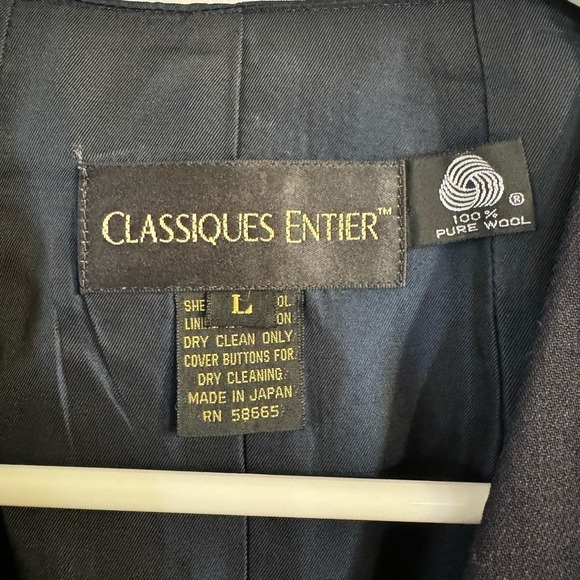 CLASSIQUES ENTIER™
®
100%
PURE WOOL
L
DRY CLEAN ONLY
COVER BUTTONS FOR
DRY CLEANING
MADE IN JAPAN
RN 58665